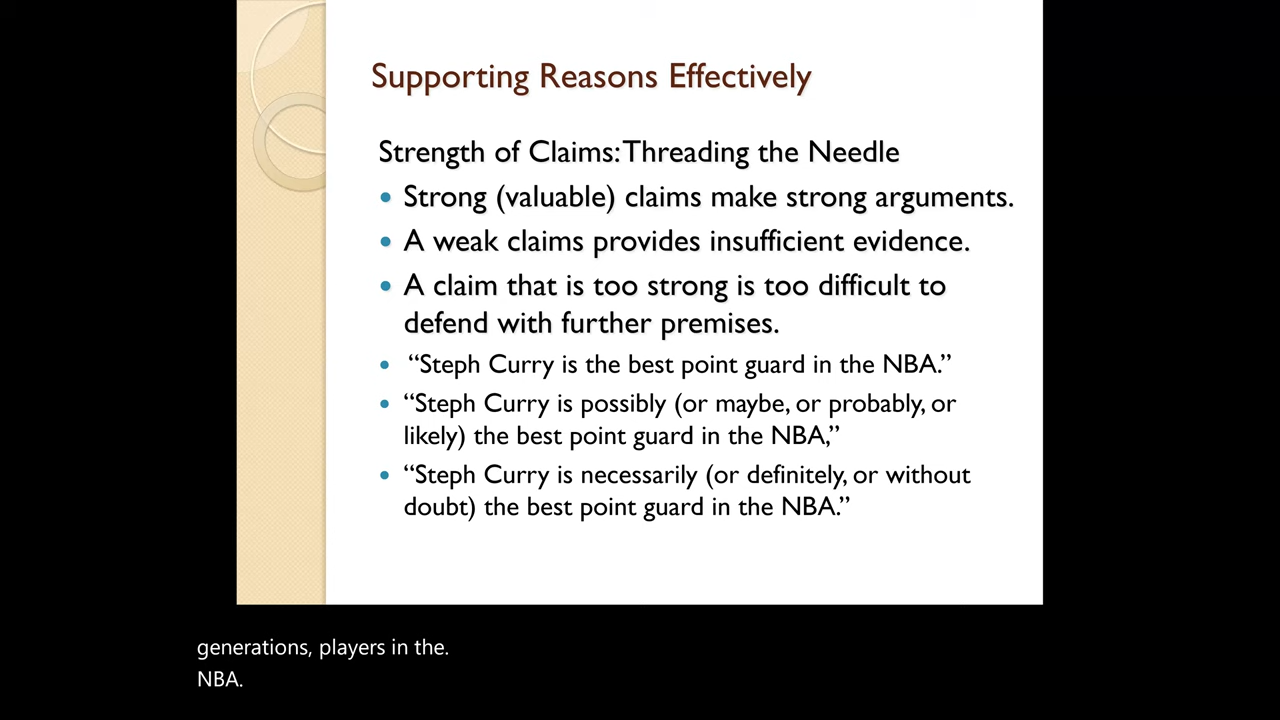 Supporting Reasons Effectively
Strength of Claims: Threading the Needle
• Strong (valuable) claims make strong arguments.
• A weak claims provides insufficient evidence.
• A claim that is too strong is too difficult to
defend with further premises.
• “Steph Curry is the best point guard in the NBA.”
• “Steph Curry is possibly (or maybe, or probably, or
likely) the best point guard in the NBA,”
• “Steph Curry is necessarily (or definitely, or without
doubt) the best point guard in the NBA.”
generations, players in the.
NBA.